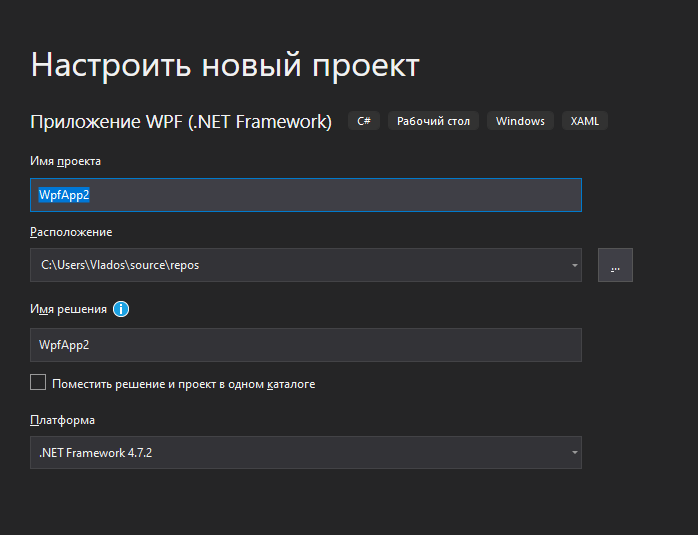 Настроить новый проект
Приложение WPF (.NET Framework) C# Рабочий стол Windows XAML
Имя проекта
WpfApp2
Расположение
C:\Users\Vlados\source\repos
...
Имя решения
WpfApp2
Поместить решение и проект в одном каталоге
Платформа
.NET Framework 4.7.2